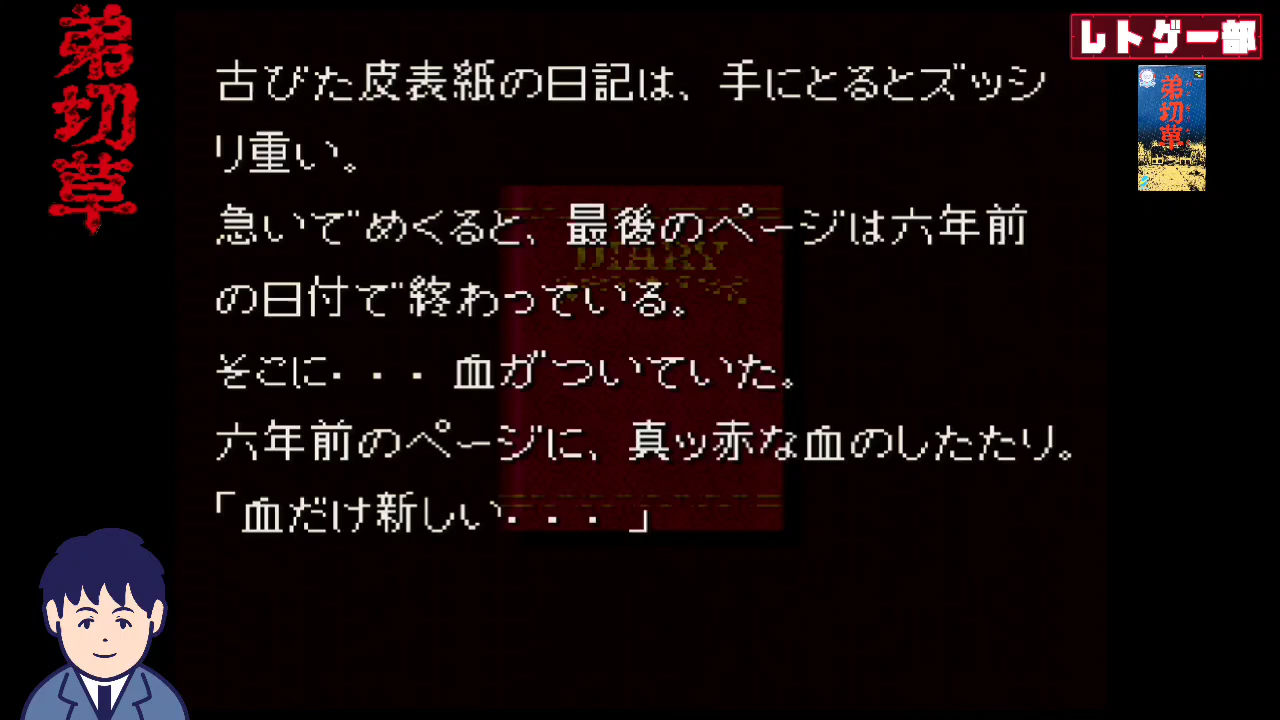 弟切草
レトゲー部
弟切草
古びた皮表紙の日記は、手にとるとズッシ
リ重い。
急いでめくると、最後のページは六年前
の日付で終わっている。
そこに・・・ 血がついていた。
六年前のページに、真ッ赤な血のしたたり。
「血だけ新しい・・・ 」
DIARY